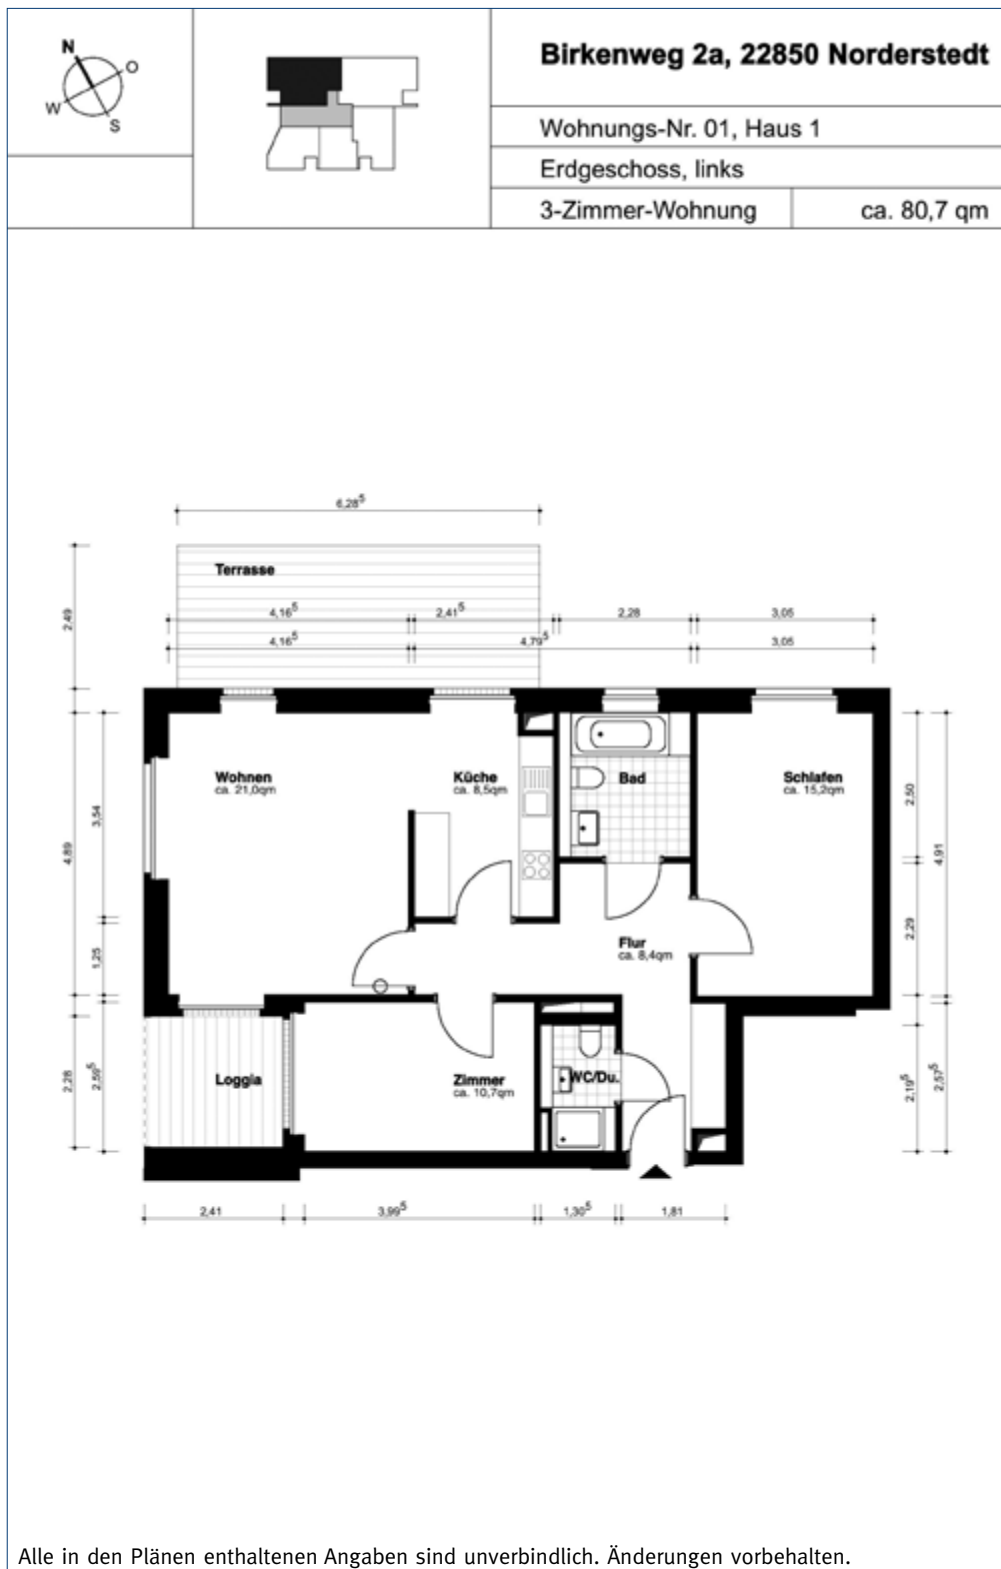 N
O
W
S
Birkenweg 2a, 22850 Norderstedt
Wohnungs-Nr. 01, Haus 1
Erdgeschoss, links
3-Zimmer-Wohnung ca. 80,7 qm
6,28⁵
Terrasse
2,49
4,16⁵ 2,41⁵ 2,28 3,05
4,16⁵ 4,79⁵ 3,05
Wohnen
ca. 21,0qm
Küche
ca. 8,5qm
Bad
Schlafen
ca. 15,2qm
3,54
4,89
2,50
4,91
Flur
ca. 8,4qm
1,25
2,29
Loggia
Zimmer
ca. 10,7qm
WC/Du.
2,28
2,59⁵
2,19⁵
2,57⁵
2,41 3,99⁵ 1,30⁵ 1,81
Alle in den Plänen enthaltenen Angaben sind unverbindlich. Änderungen vorbehalten.